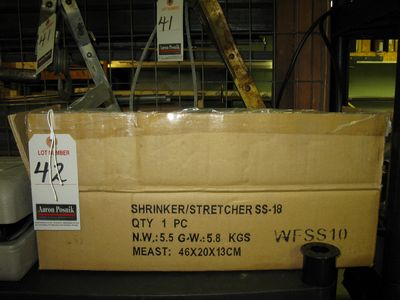 41
41
Aaron Posnik
LOT NUMBER
42
Aaron Posnik
SHRINKER/STRETCHER SS-18
QTY 1 PC
N.W.: 5.5 G.W.: 5.8 KGS
MEAST; 46X20X13CM
WFSS10